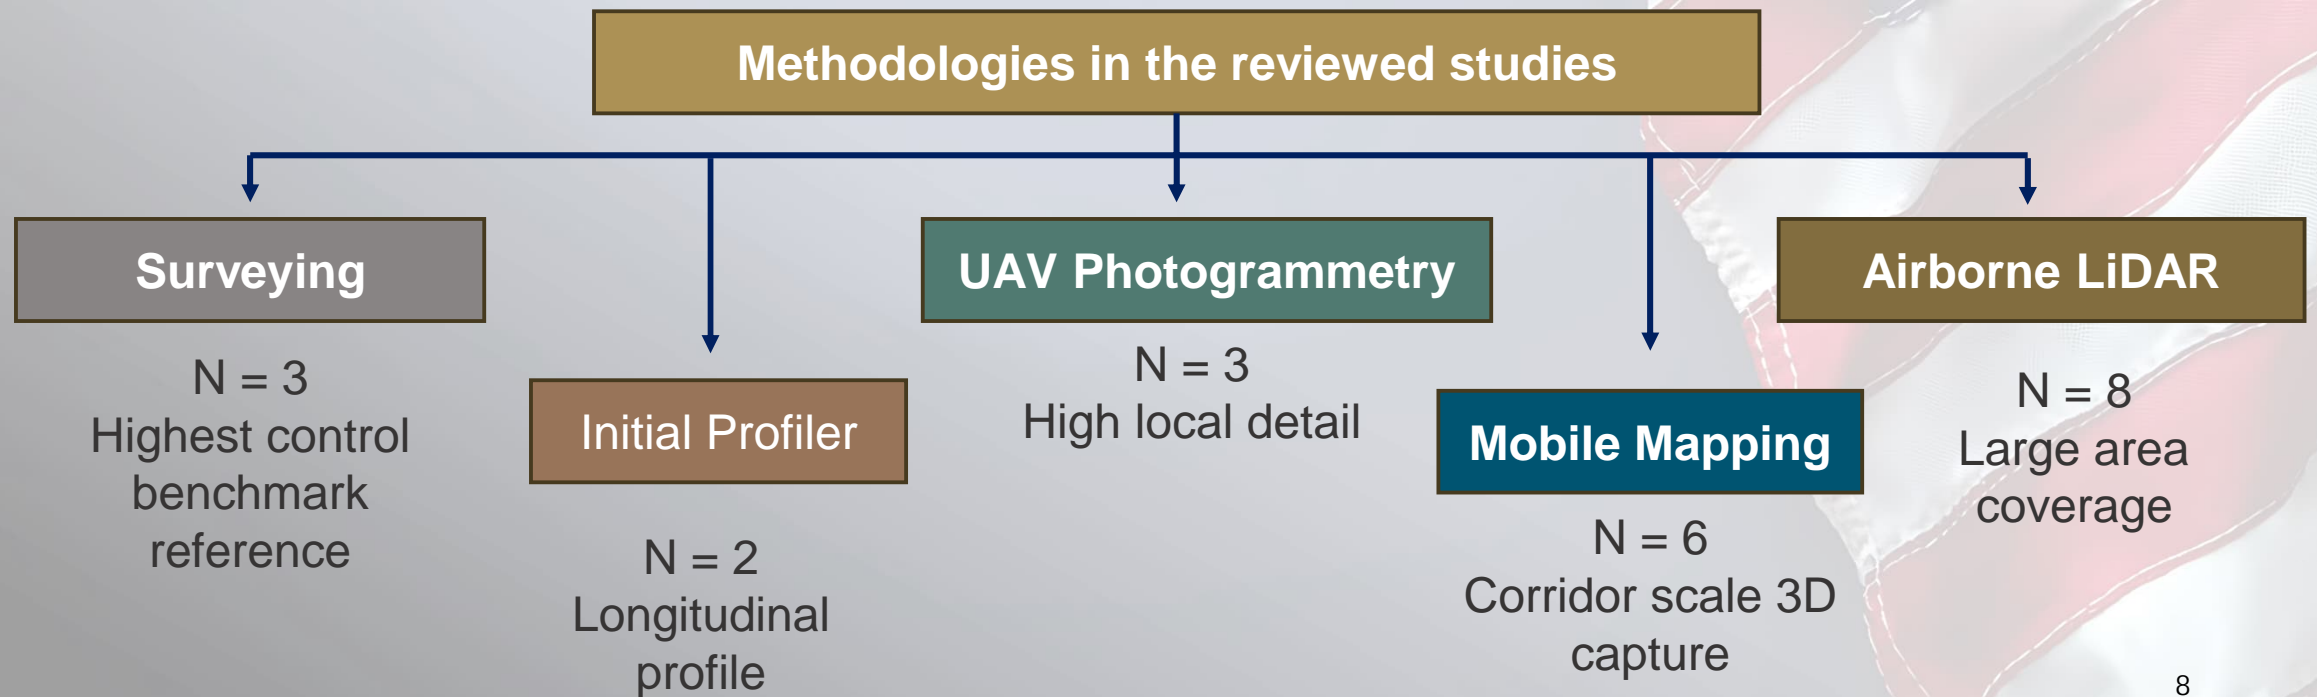 Methodologies in the reviewed studies
Surveying
N = 3
Highest control
benchmark
reference
Initial Profiler
N = 2
Longitudinal
profile
UAV Photogrammetry
N = 3
High local detail
Mobile Mapping
N = 6
Corridor scale 3D
capture
Airborne LiDAR
N = 8
Large area
coverage
8